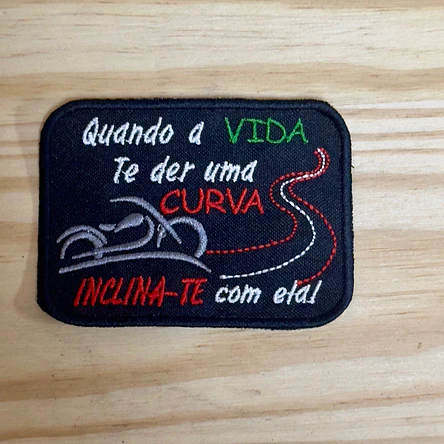 Quando a VIDA
Te der uma
CURVA
INCLINA-TE com ela!